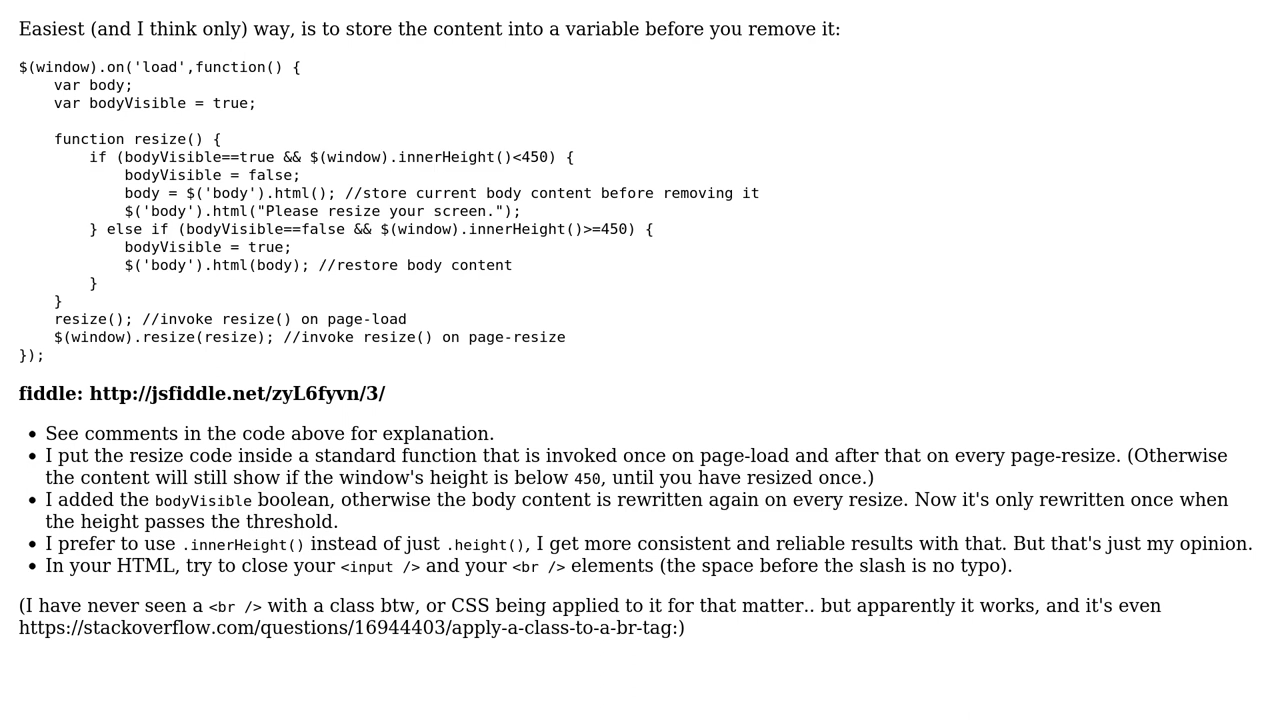 Easiest (and I think only) way, is to store the content into a variable before you remove it:
$(window).on('load',function() {
    var body;
    var bodyVisible = true;

    function resize() {
        if (bodyVisible==true && $(window).innerHeight()<450) {
            bodyVisible = false;
            body = $('body').html(); //store current body content before removing it
            $('body').html("Please resize your screen.");
        } else if (bodyVisible==false && $(window).innerHeight()>=450) {
            bodyVisible = true;
            $('body').html(body); //restore body content
        }
    }
    resize(); //invoke resize() on page-load
    $(window).resize(resize); //invoke resize() on page-resize
});
fiddle: http://jsfiddle.net/zyL6fyvn/3/
• See comments in the code above for explanation.
• I put the resize code inside a standard function that is invoked once on page-load and after that on every page-resize. (Otherwise
the content will still show if the window's height is below 450, until you have resized once.)
• I added the bodyVisible boolean, otherwise the body content is rewritten again on every resize. Now it's only rewritten once when
the height passes the threshold.
• I prefer to use .innerHeight() instead of just .height(), I get more consistent and reliable results with that. But that's just my opinion.
• In your HTML, try to close your <input /> and your <br /> elements (the space before the slash is no typo).
(I have never seen a <br /> with a class btw, or CSS being applied to it for that matter.. but apparently it works, and it's even
https://stackoverflow.com/questions/16944403/apply-a-class-to-a-br-tag:)